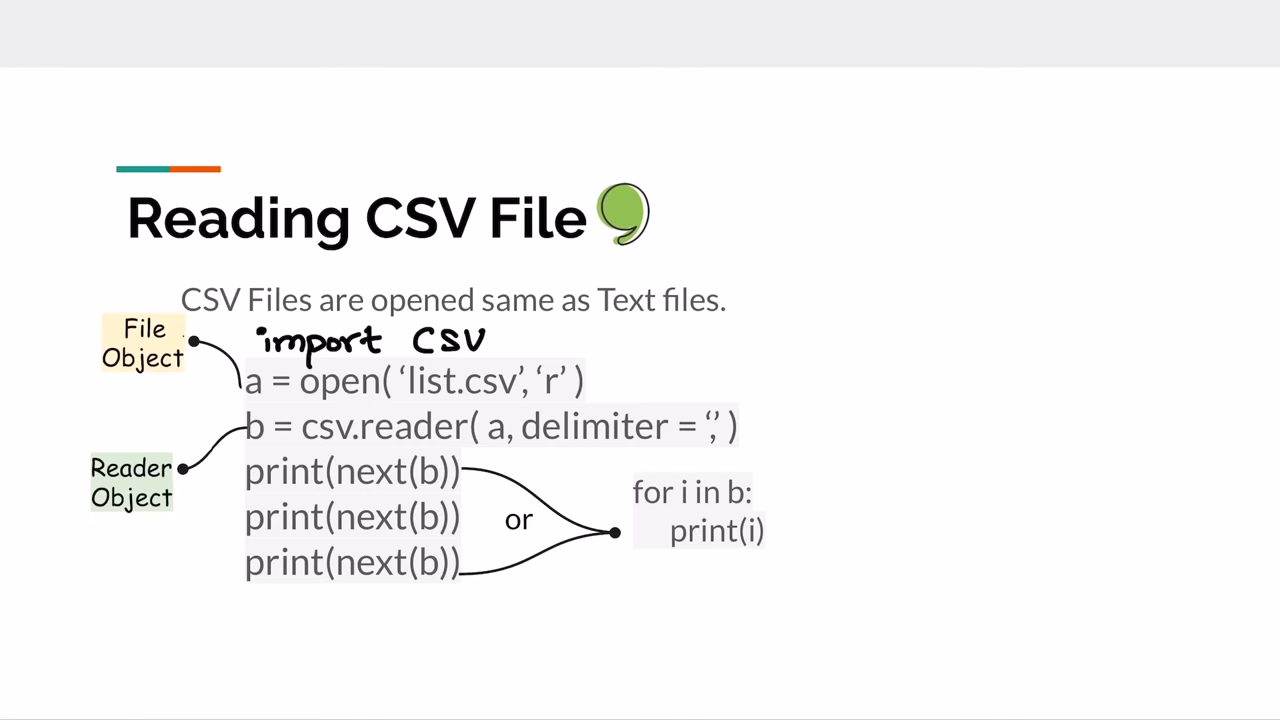 Reading CSV File
CSV Files are opened same as Text files.
File
Object
import CSV
a = open( ‘list.csv’, ‘r’ )
b = csv.reader( a, delimiter = ‘,’ )
Reader
Object
print(next(b))
print(next(b))
print(next(b))
or
for i in b:
print(i)